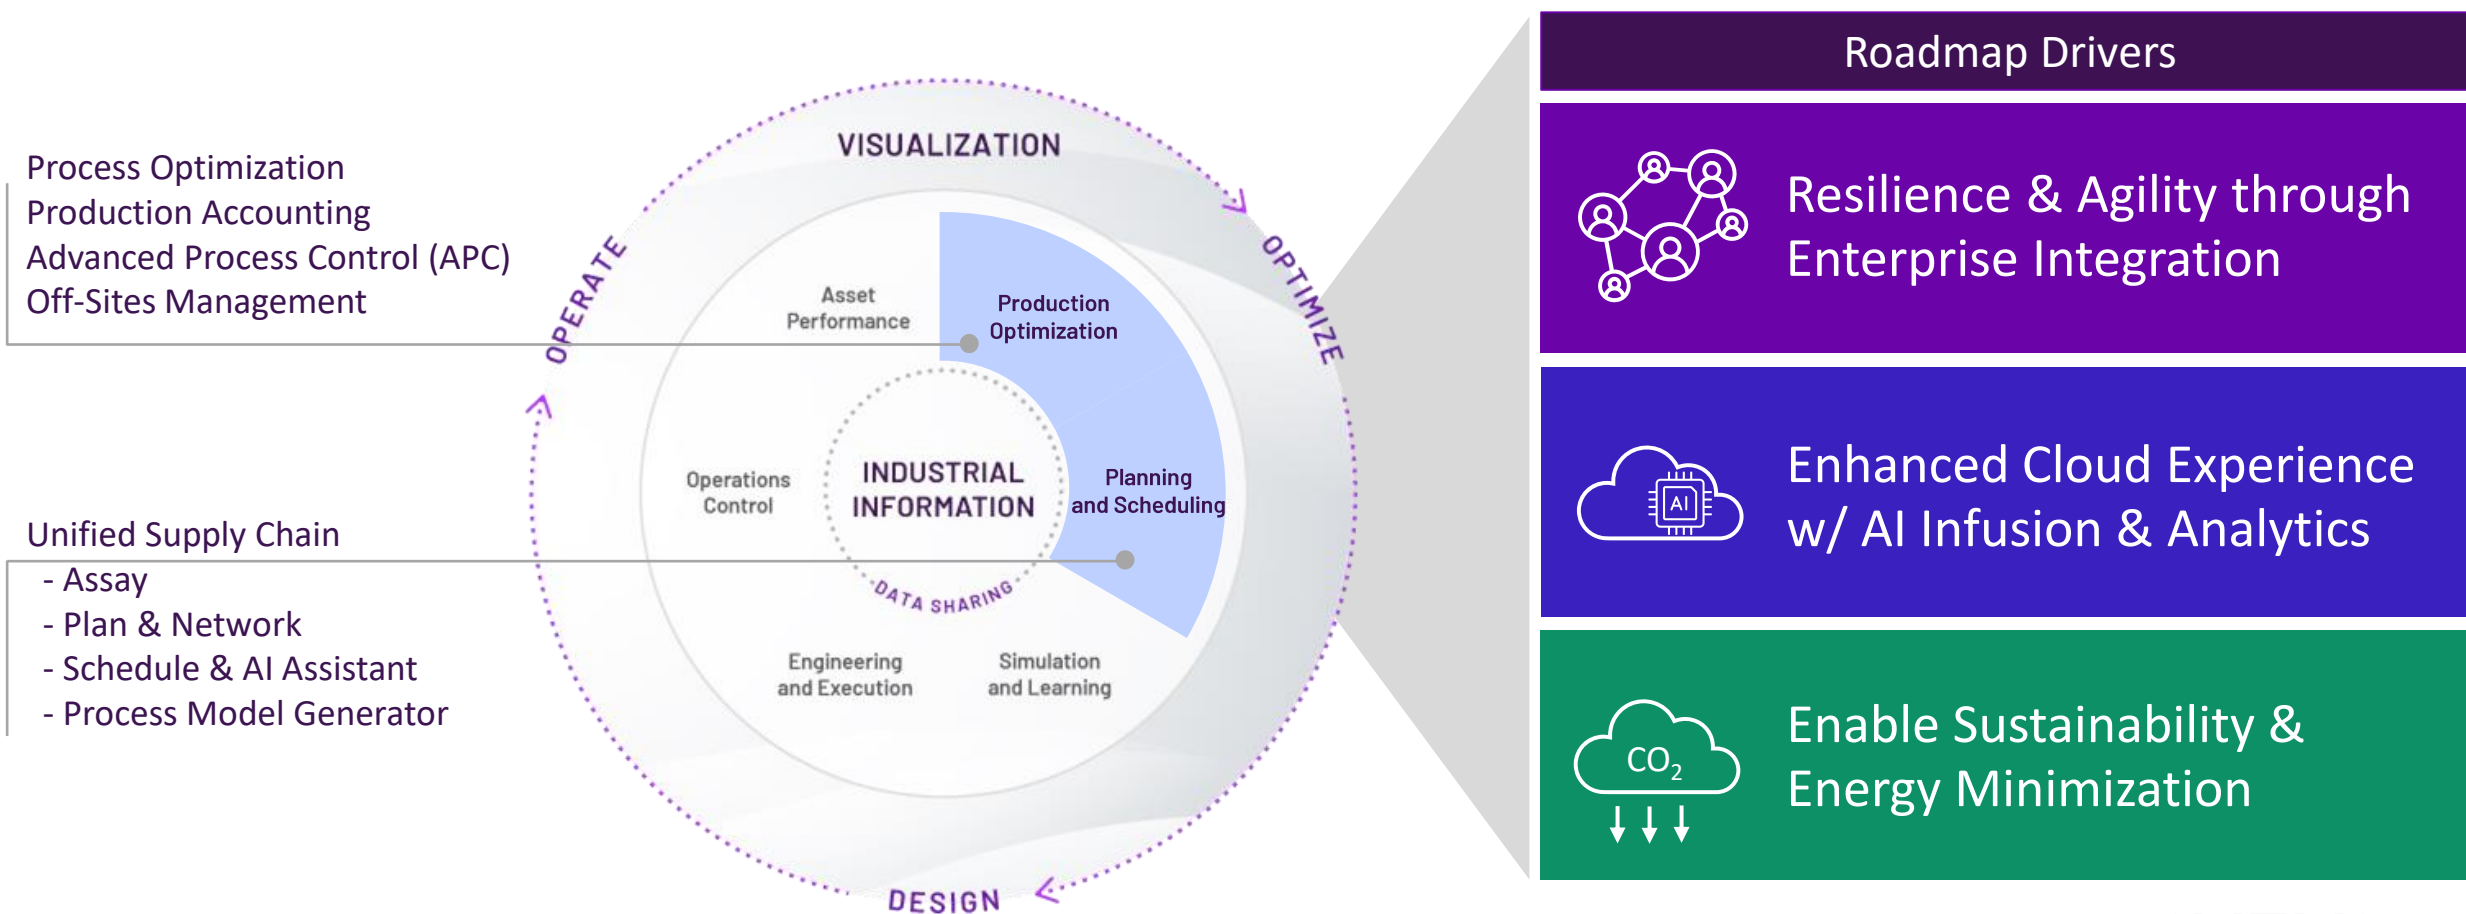 Process Optimization
Production Accounting
Advanced Process Control (APC)
Off-Sites Management
Unified Supply Chain
- Assay
- Plan & Network
- Schedule & AI Assistant
- Process Model Generator
VISUALIZATION
OPERATE
OPTIMIZE
DESIGN
Asset
Performance
Production
Optimization
Operations
Control
INDUSTRIAL
INFORMATION
DATA SHARING
Planning
and Scheduling
Engineering
and Execution
Simulation
and Learning
Roadmap Drivers
Resilience & Agility through
Enterprise Integration
AI
Enhanced Cloud Experience
w/ AI Infusion & Analytics
CO₂
Enable Sustainability &
Energy Minimization